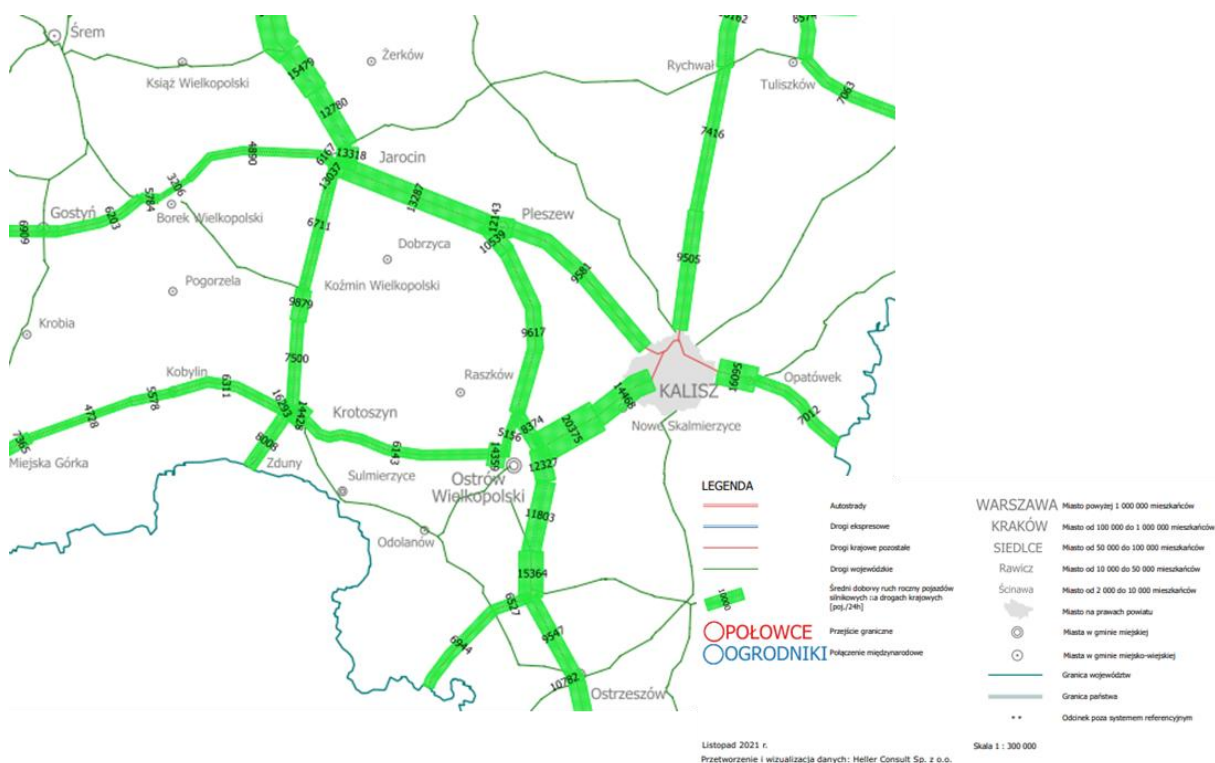 Śrem
Książ Wielkopolski
Żerków
Rychwał
Tuliszków
8574
7063
15479
12780
7416
4890
6167
13318
Jarocin
13037
3206
5784
6203
Gostyń
6909
Borek Wielkopolski
6711
13287
12143
10539
Pleszew
Dobrzyca
9581
9505
Pogorzela
Koźmin Wielkopolski
9879
Krobia
9617
7500
Kobylin
6311
5578
4728
7365
Miejska Górka
16293
14428
Krotoszyn
8008
Zduny
6143
Raszków
14468
KALISZ
16095
Opatówek
7012
Nowe Skalmierzyce
20375
8374
5156
14359
12327
Sulmierzyce
Ostrów
Wielkopolski
Odolanów
11803
15364
6527
6944
9547
10782
Ostrzeszów
LEGENDA
Autostrady
Drogi ekspresowe
Drogi krajowe pozostałe
Drogi wojewódzkie
10000
Średni dobowy ruch roczny pojazdów
silnikowych na drogach krajowych
[poj./24h]
POŁOWCE Przejście graniczne
OGRODNIKI Połączenie międzynarodowe
WARSZAWA Miasto powyżej 1 000 000 mieszkańców
KRAKÓW Miasto od 100 000 do 1 000 000 mieszkańców
SIEDLCE Miasto od 50 000 do 100 000 mieszkańców
Rawicz Miasto od 10 000 do 50 000 mieszkańców
Ścinawa Miasto od 2 000 do 10 000 mieszkańców
Miasto na prawach powiatu
Miasta w gminie miejskiej
Miasta w gminie miejsko-wiejskiej
Granica województw
Granica państwa
Odcinek poza systemem referencyjnym
Listopad 2021 r.
Skala 1 : 300 000
Przetworzenie i wizualizacja danych: Heller Consult Sp. z o.o.